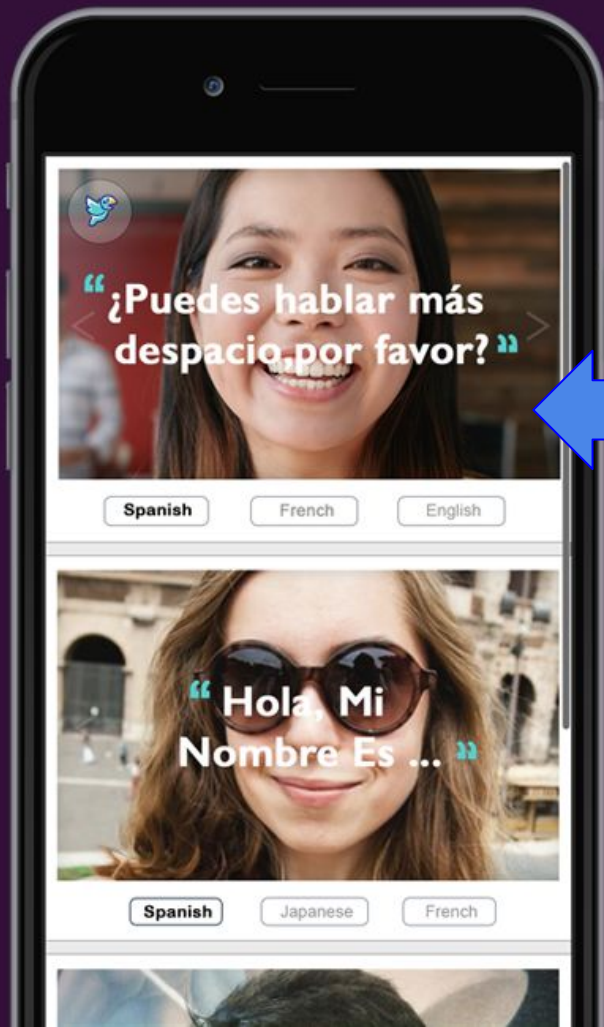 “¿Puedes hablar más
despacio,por favor?”
Spanish French English
“Hola, Mi
Nombre Es ...”
Spanish Japanese French